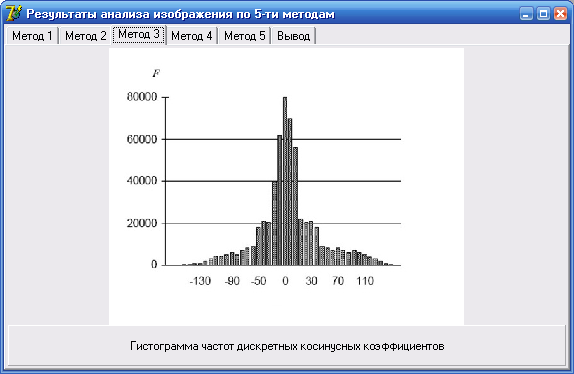 Результаты анализа изображения по 5-ти методам
Метод 1 Метод 2 Метод 3 Метод 4 Метод 5 Вывод
F
80000
60000
40000
20000
0
-130 -90 -50 0 30 70 110
Гистограмма частот дискретных косинусных коэффициентов